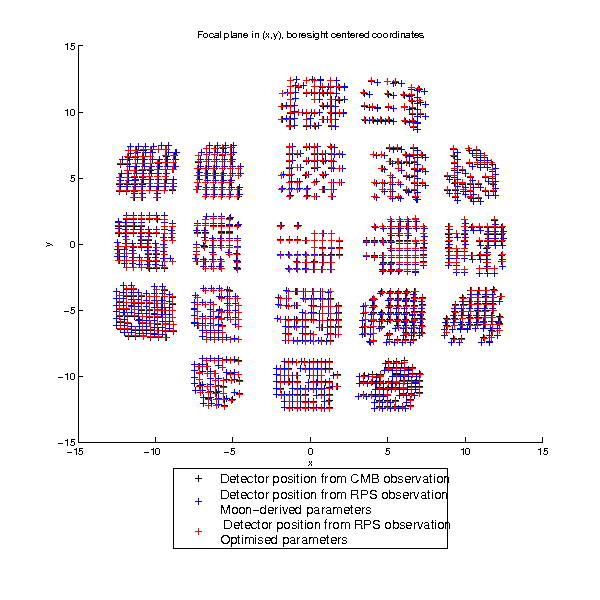 Focal plane in (x,y), boresight centered coordinates
15
10
5
0
−5
−10
−15
y
−15 −10 −5 0 5 10 15
x
Detector position from CMB observation
Detector position from RPS observation
Moon−derived parameters
Detector position from RPS observation
Optimised parameters